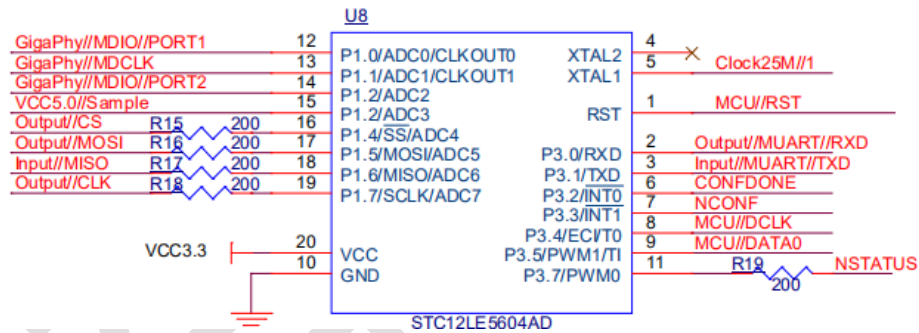 U8
GigaPhy//MDIO//PORT1 12 P1.0/ADC0/CLKOUT0 XTAL2 4
GigaPhy//MDCLK 13 P1.1/ADC1/CLKOUT1 XTAL1 5 Clock25M//1
GigaPhy//MDIO//PORT2 14 P1.2/ADC2
VCC5.0//Sample 15 P1.2/ADC3 RST 1 MCU//RST
Output//CS R15 200 16 P1.4/SS/ADC4
Output//MOSI R16 200 17 P1.5/MOSI/ADC5 P3.0/RXD 2 Output//MUART//RXD
Input//MISO R17 200 18 P1.6/MISO/ADC6 P3.1/TXD 3 Input//MUART//TXD
Output//CLK R18 200 19 P1.7/SCLK/ADC7 P3.2/INT0 6 CONFDONE
P3.3/INT1 7 NCONF
P3.4/ECI/T0 8 MCU//DCLK
VCC3.3 20 VCC P3.5/PWM1/TI 9 MCU//DATA0
10 GND P3.7/PWM0 11 R19 200 NSTATUS
STC12LE5604AD